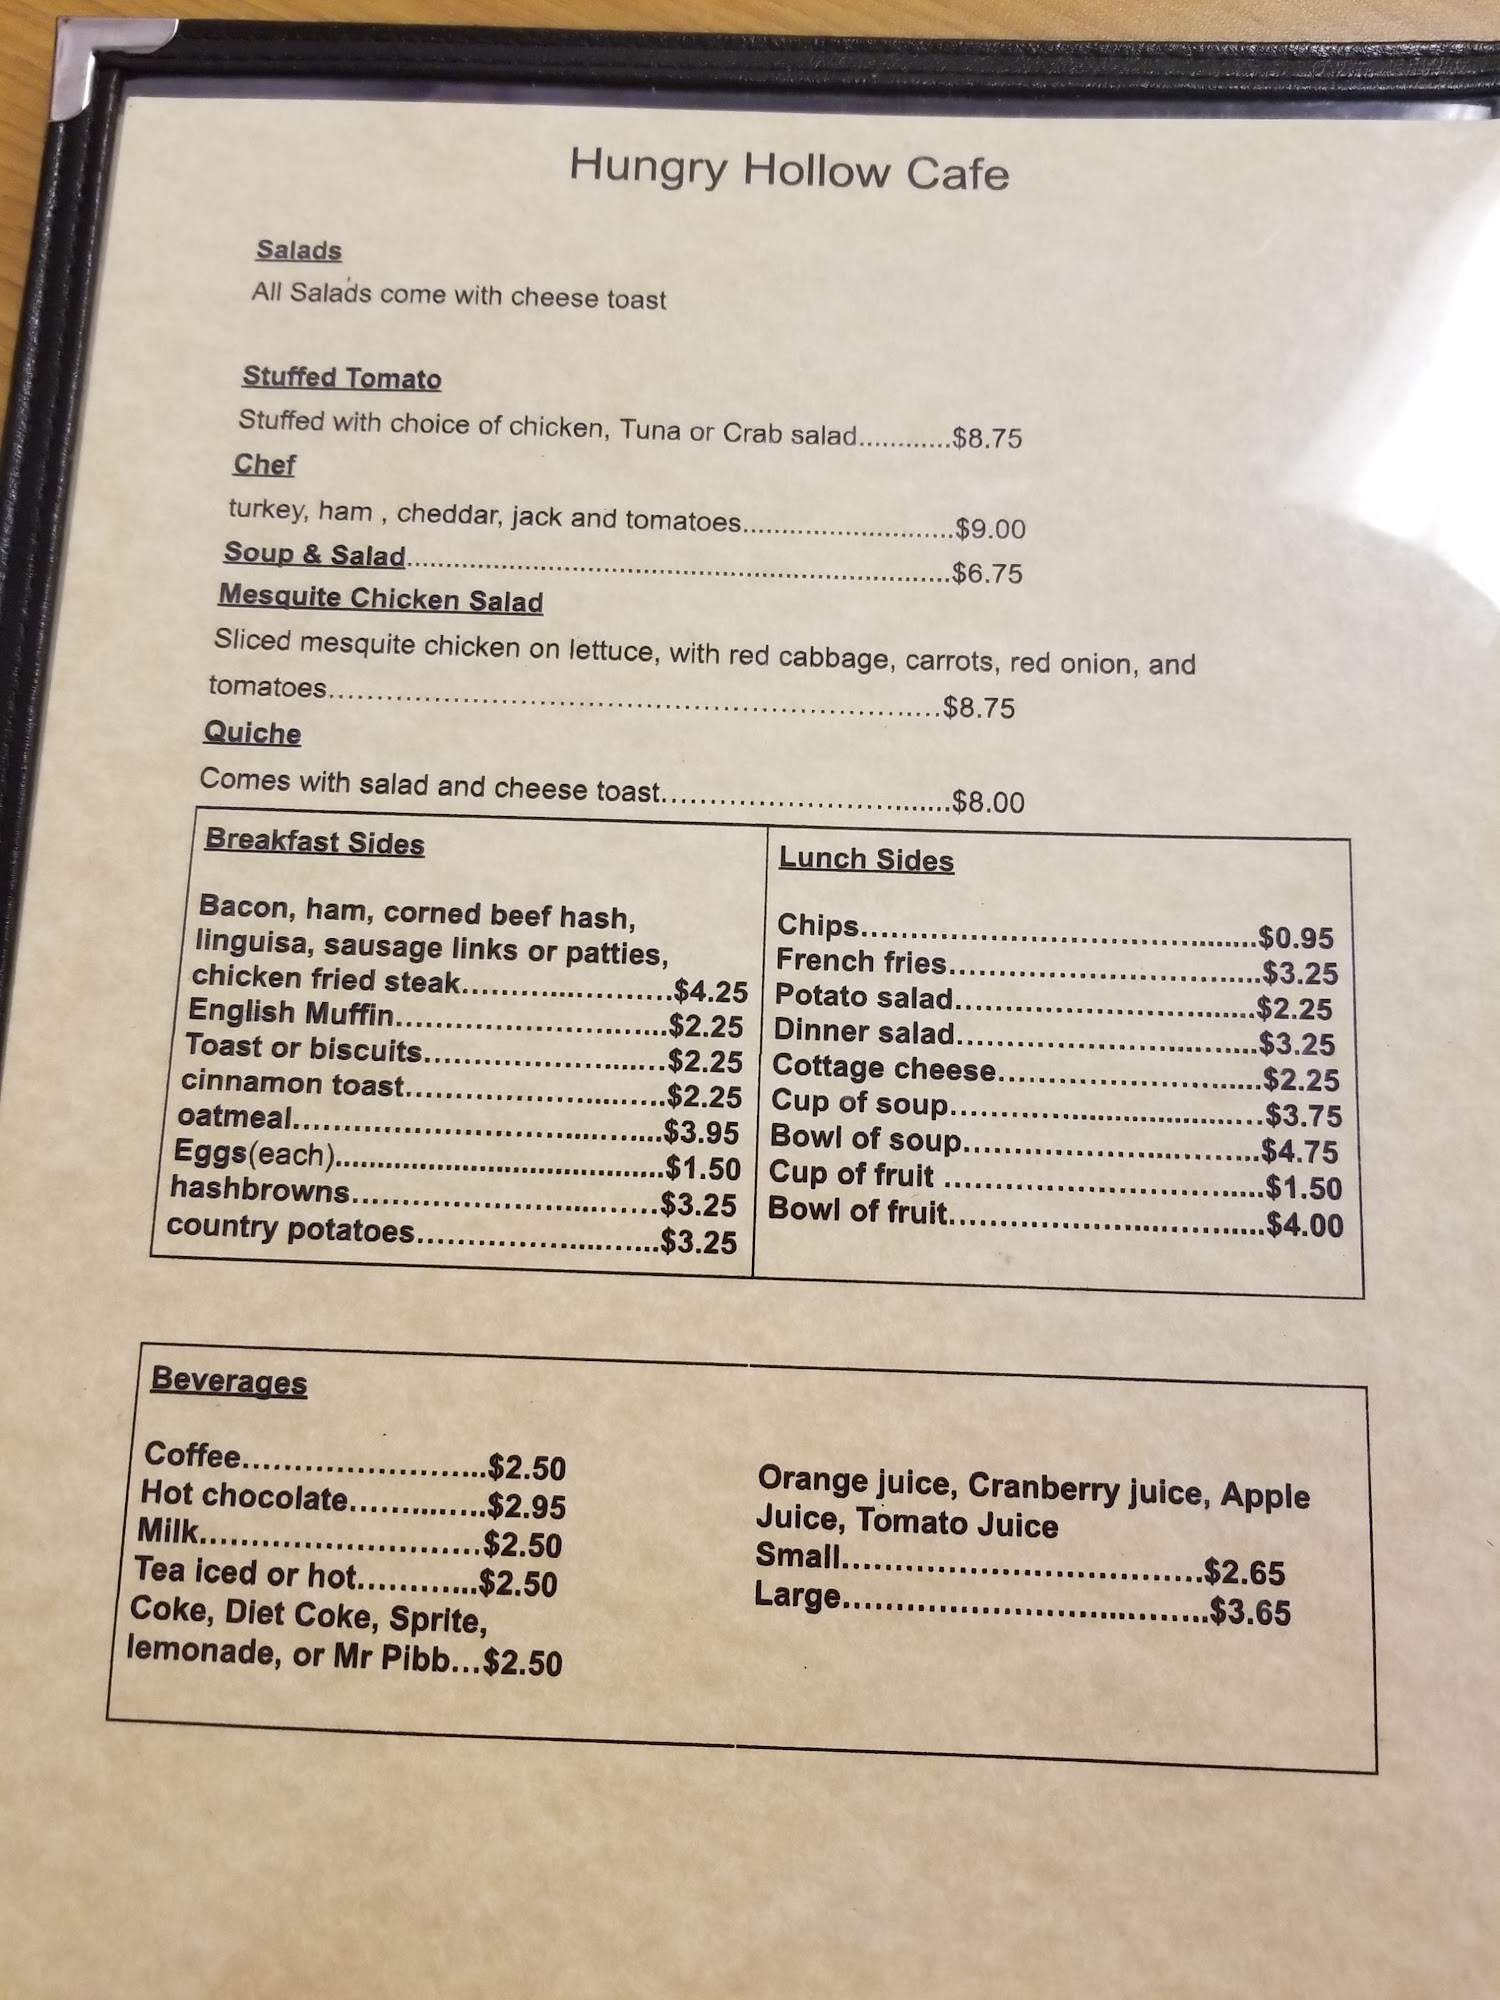 Hungry Hollow Cafe
Salads
All Salads come with cheese toast
Stuffed Tomato
Stuffed with choice of chicken, Tuna or Crab salad............$8.75
Chef
turkey, ham , cheddar, jack and tomatoes............................$9.00
Soup & Salad.......................................................................$6.75
Mesquite Chicken Salad
Sliced mesquite chicken on lettuce, with red cabbage, carrots, red onion, and
tomatoes................................................................................$8.75
Quiche
Comes with salad and cheese toast.....................................$8.00
Breakfast Sides
Bacon, ham, corned beef hash,
linguisa, sausage links or patties,
chicken fried steak.......................$4.25
English Muffin..............................$2.25
Toast or biscuits...........................$2.25
cinnamon toast.............................$2.25
oatmeal.........................................$3.95
Eggs(each).....................................$1.50
hashbrowns..................................$3.25
country potatoes..........................$3.25
Lunch Sides
Chips............................................$0.95
French fries...................................$3.25
Potato salad.................................$2.25
Dinner salad.................................$3.25
Cottage cheese.............................$2.25
Cup of soup..................................$3.75
Bowl of soup.................................$4.75
Cup of fruit ...................................$1.50
Bowl of fruit...................................$4.00
Beverages
Coffee.........................$2.50
Hot chocolate..............$2.95
Milk.............................$2.50
Tea iced or hot............$2.50
Coke, Diet Coke, Sprite,
lemonade, or Mr Pibb...$2.50
Orange juice, Cranberry juice, Apple
Juice, Tomato Juice
Small.....................................$2.65
Large......................................$3.65